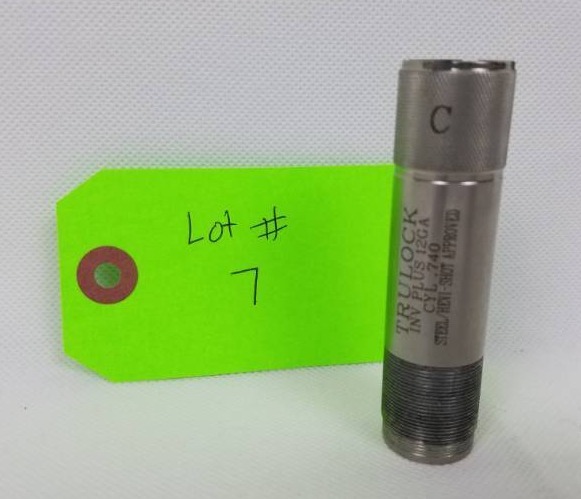 Lot #
7
C
TRULOCK
INV PLUS 12GA
CYL .740
STEEL/HEVI-SHOT APPROVED